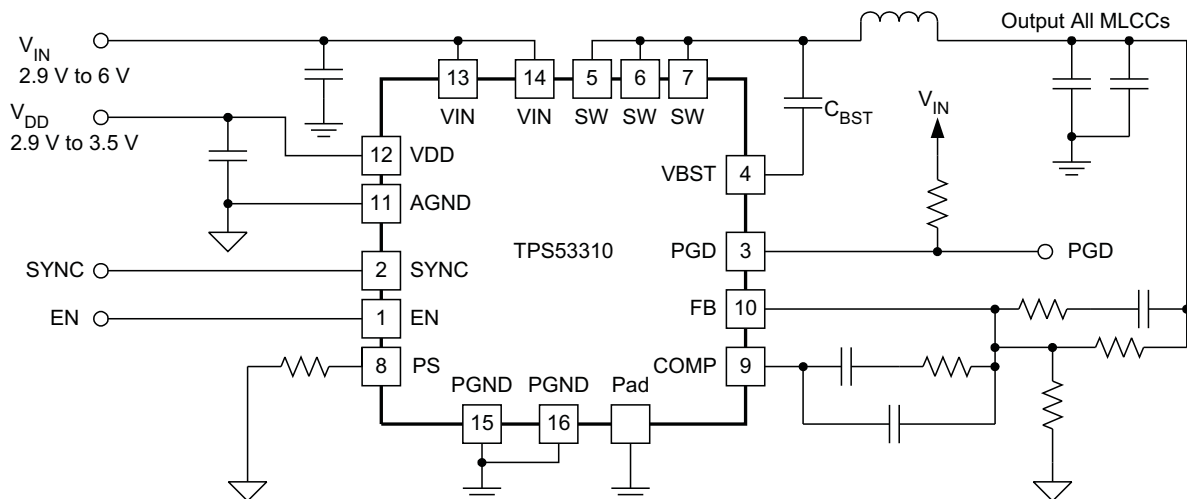 Output All MLCCs
VIN
2.9 V to 6 V
13
14
5
6
7
VIN
VIN
SW
SW
SW
CBST
VIN
VDD
2.9 V to 3.5 V
12
VDD
VBST
4
11
AGND
TPS53310
PGD
3
PGD
SYNC
2
SYNC
FB
10
EN
1
EN
COMP
9
8
PS
PGND
PGND
Pad
15
16